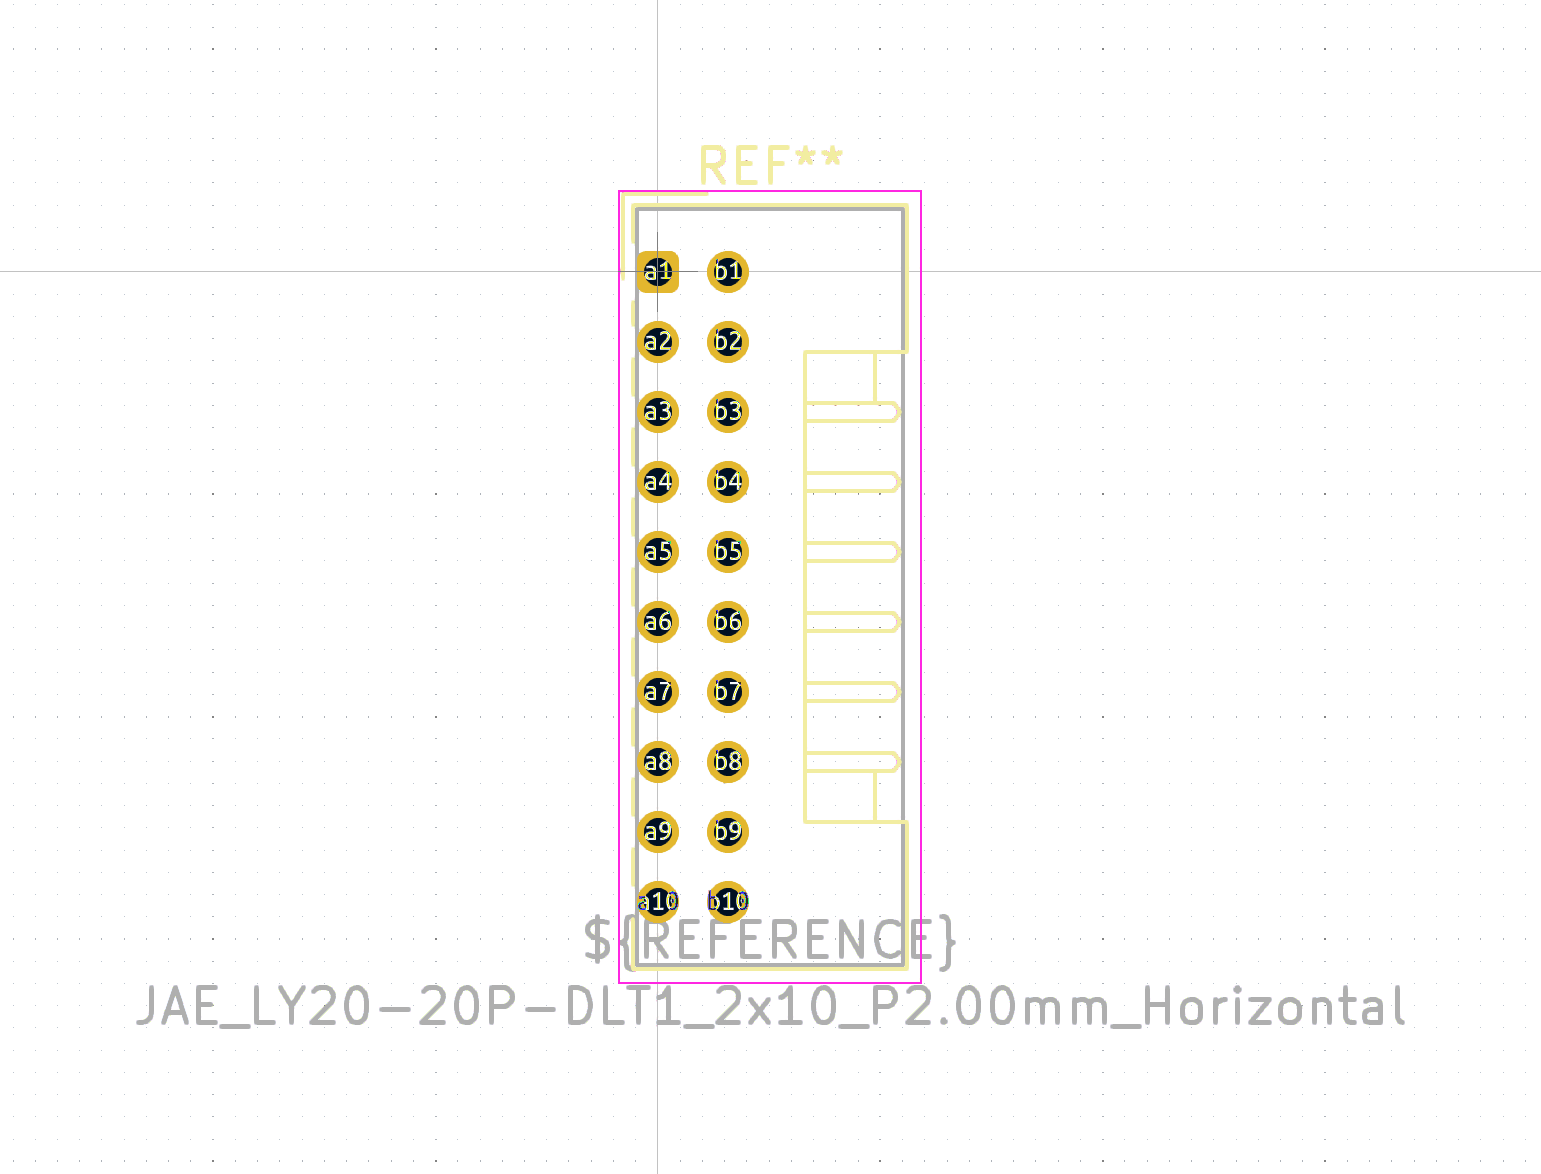 REF**
a1 b1
a2 b2
a3 b3
a4 b4
a5 b5
a6 b6
a7 b7
a8 b8
a9 b9
a10 b10
${REFERENCE}
JAE_LY20-20P-DLT1_2x10_P2.00mm_Horizontal